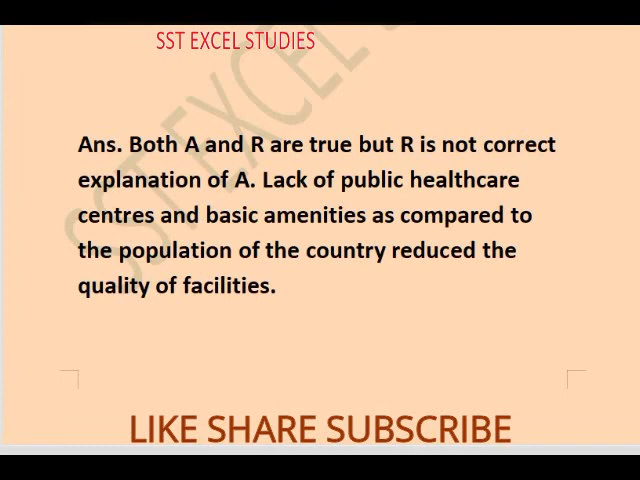 SST EXCEL STUDIES
SST EXCEL
Ans. Both A and R are true but R is not correct
explanation of A. Lack of public healthcare
centres and basic amenities as compared to
the population of the country reduced the
quality of facilities.
LIKE SHARE SUBSCRIBE